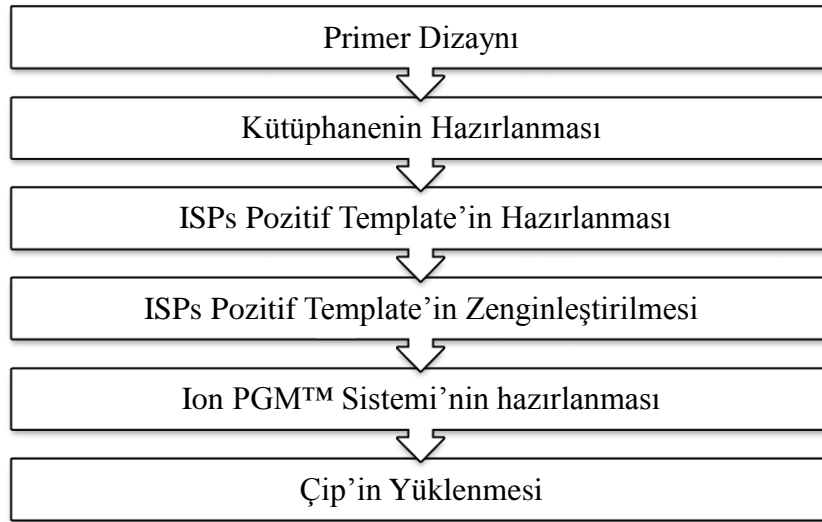 Primer Dizaynı
Kütüphanenin Hazırlanması
ISPs Pozitif Template’in Hazırlanması
ISPs Pozitif Template’in Zenginleştirilmesi
Ion PGM™ Sistemi’nin hazırlanması
Çip’in Yüklenmesi